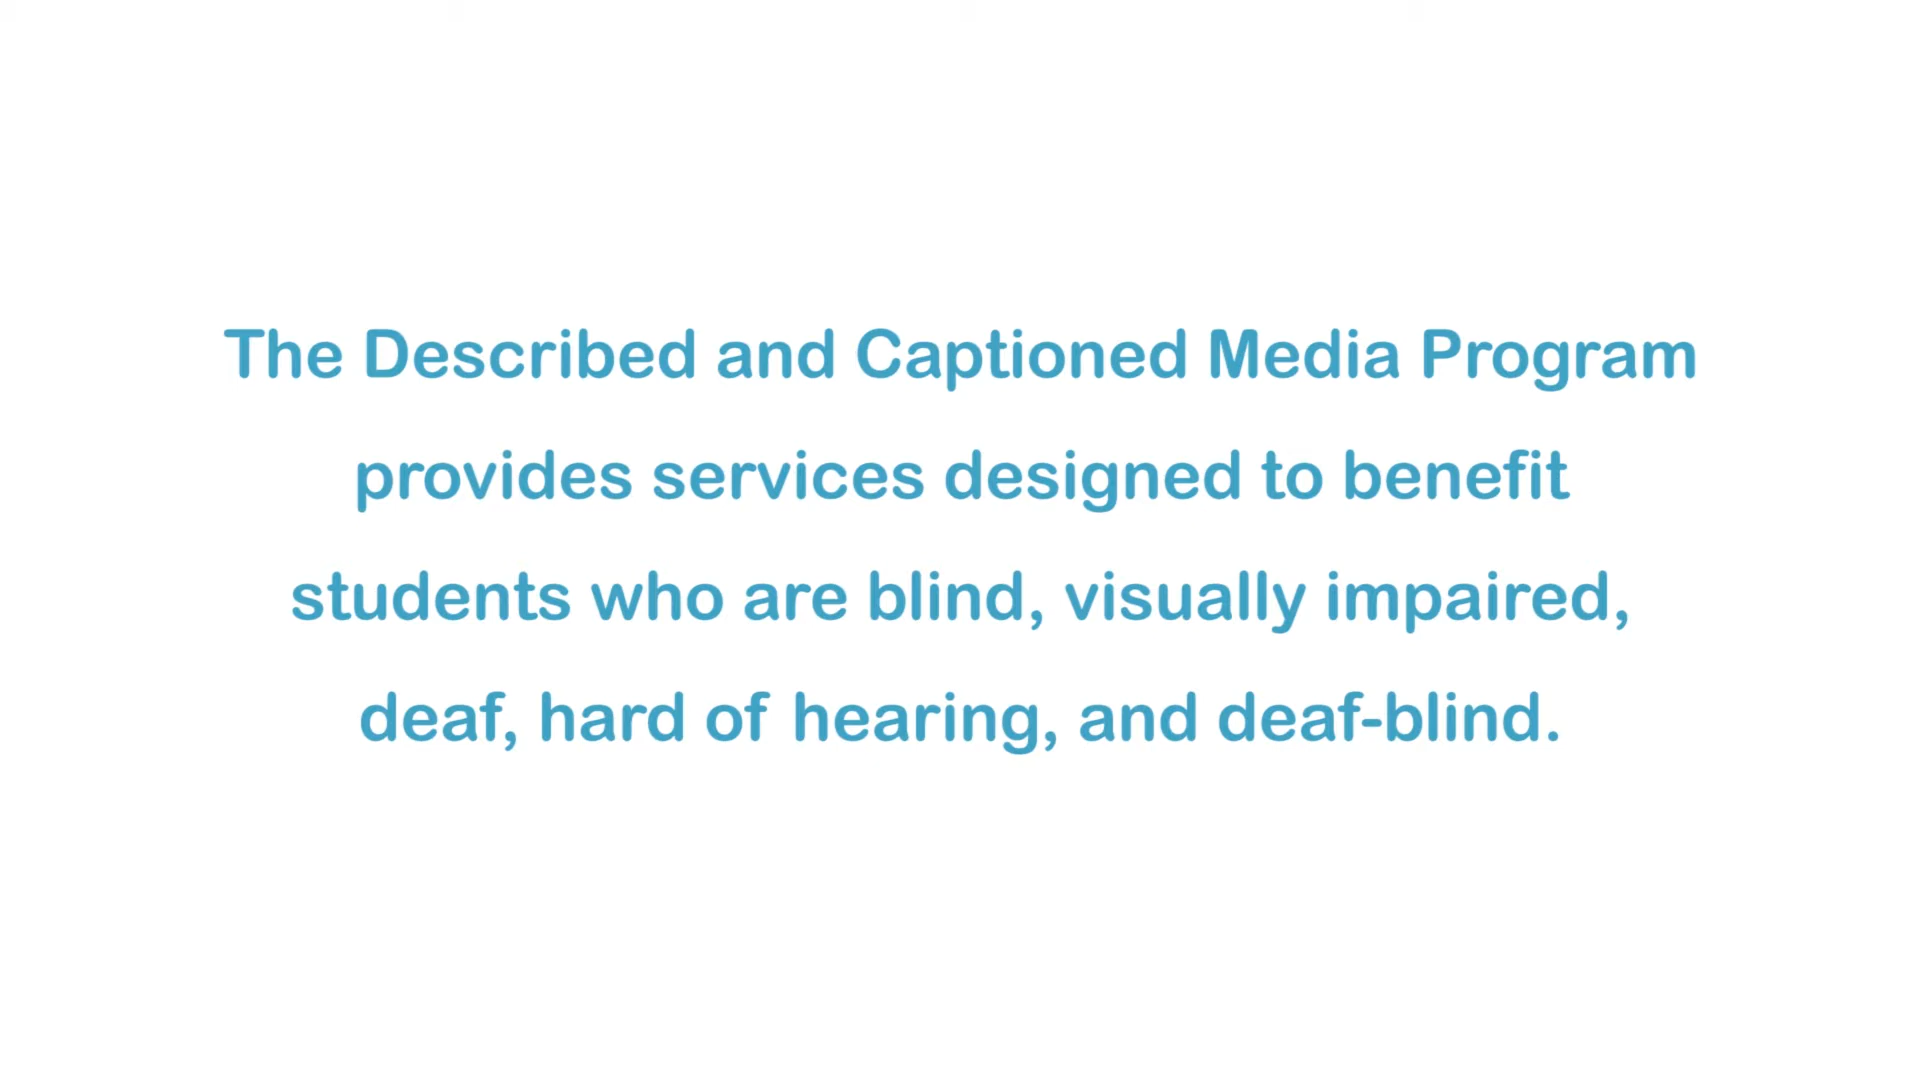 The Described and Captioned Media Program
provides services designed to benefit
students who are blind, visually impaired,
deaf, hard of hearing, and deaf-blind.